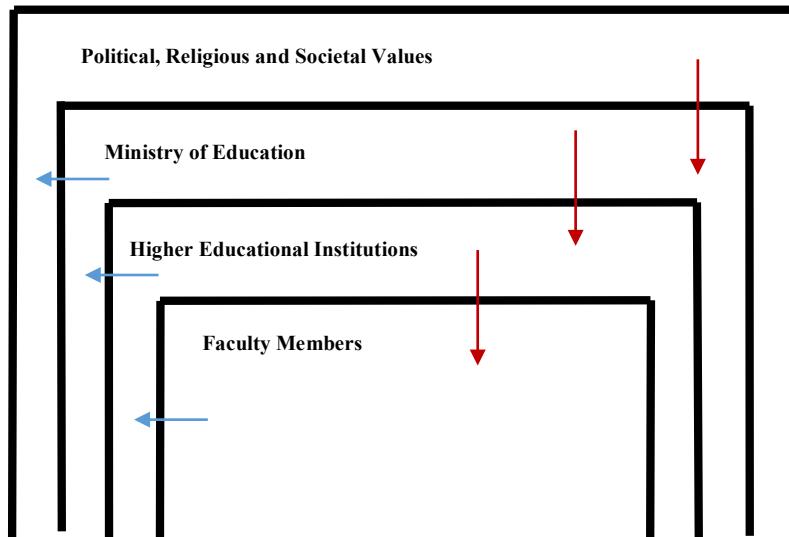 Political, Religious and Societal Values
Ministry of Education
Higher Educational Institutions
Faculty Members